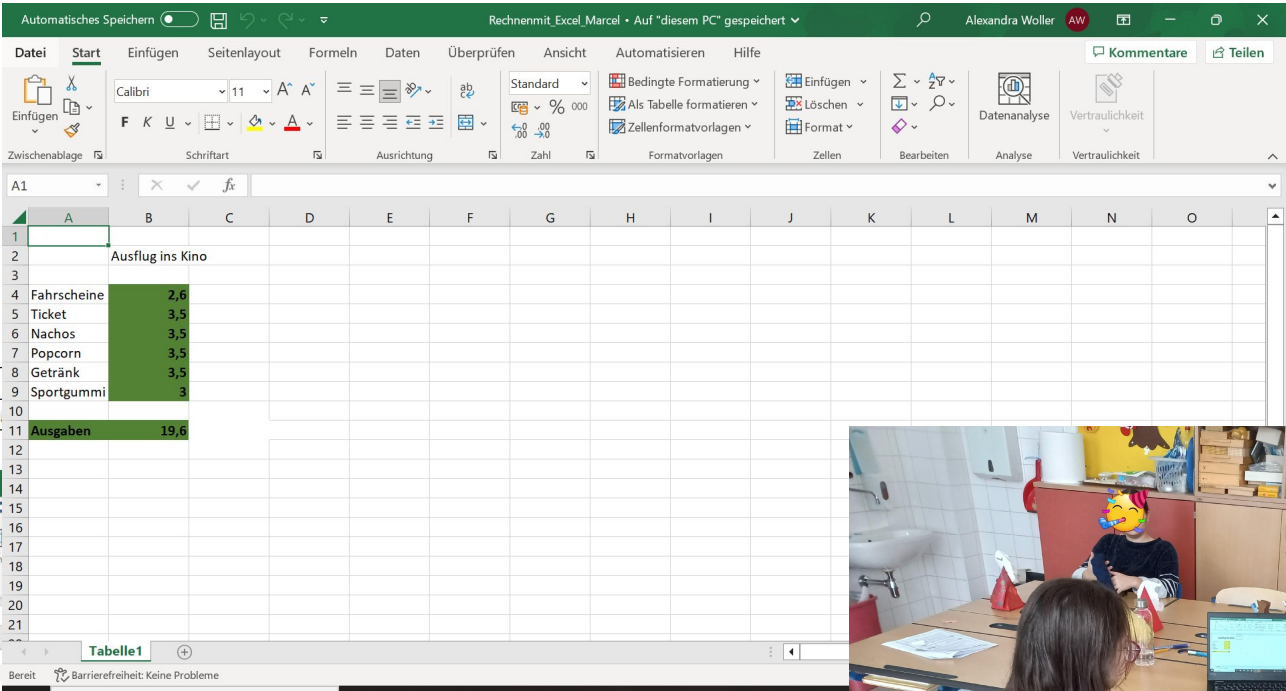 Automatisches Speichern Rechnenmit_Excel_Marcel • Auf "diesem PC" gespeichert Alexandra Woller AW
Datei Start Einfügen Seitenlayout Formeln Daten Überprüfen Ansicht Automatisieren Hilfe Kommentare Teilen
Calibri 11 A A Standard Bedingte Formatierung Einfügen
Einfügen F K U A ab % 000 Als Tabelle formatieren Löschen Datenanalyse Vertraulichkeit
Zellenformatvorlagen Format
Zwischenablage Schriftart Ausrichtung Zahl Formatvorlagen Zellen Bearbeiten Analyse Vertraulichkeit
A1 fx
A B C D E F G H I J K L M N O
1
2 Ausflug ins Kino
3
4 Fahrscheine 2,6
5 Ticket 3,5
6 Nachos 3,5
7 Popcorn 3,5
8 Getränk 3,5
9 Sportgummi 3
10
11 Ausgaben 19,6
12
13
14
15
16
17
18
19
20
21
Tabelle1
Bereit Barrierefreiheit: Keine Probleme